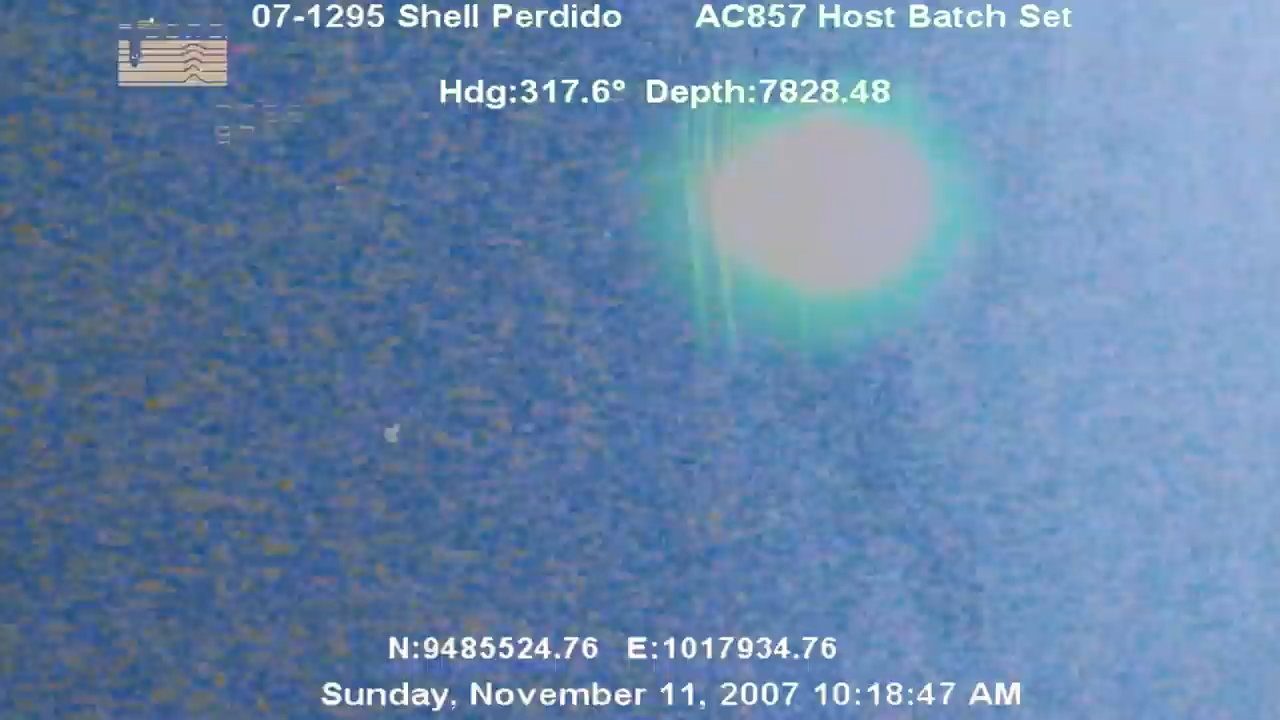 07-1295 Shell Perdido AC857 Host Batch Set
Hdg:317.6° Depth:7828.48
N:9485524.76 E:1017934.76
Sunday, November 11, 2007 10:18:47 AM